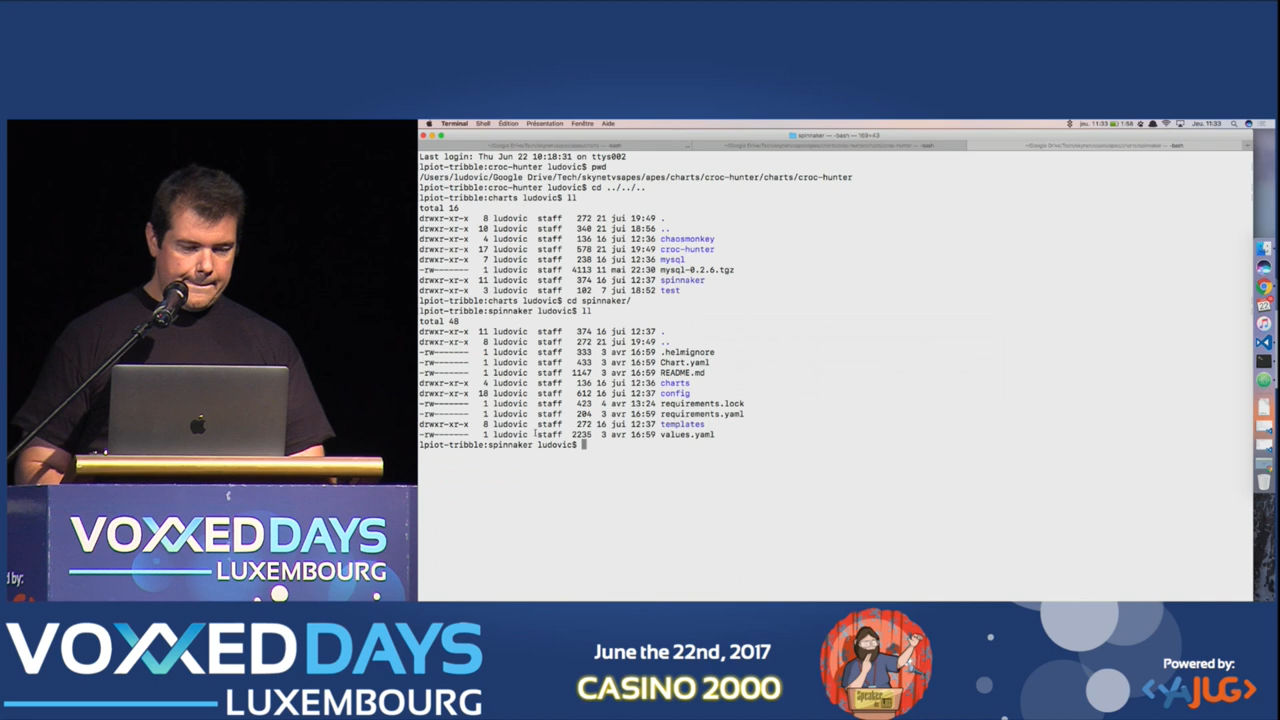 Terminal Shell Édition Présentation Fenêtre Aide
jeu. 11:33 1:58 Jeu. 11:33
spinnaker — -bash — 169×43
Last login: Thu Jun 22 10:18:31 on ttys002
lpiot-tribble:croc-hunter ludovic$ pwd
/Users/ludovic/Google Drive/Tech/skynetvsapes/apes/charts/croc-hunter/charts/croc-hunter
lpiot-tribble:croc-hunter ludovic$ cd ../../..
lpiot-tribble:charts ludovic$ ll
total 16
drwxr-xr-x 8 ludovic staff 272 21 jui 19:49 .
drwxr-xr-x 10 ludovic staff 340 21 jui 18:56 ..
drwxr-xr-x 4 ludovic staff 136 16 jui 12:36 chaosmonkey
drwxr-xr-x 17 ludovic staff 578 21 jui 19:49 croc-hunter
drwxr-xr-x 7 ludovic staff 238 16 jui 12:36 mysql
-rw------- 1 ludovic staff 4113 11 mai 22:30 mysql-0.2.6.tgz
drwxr-xr-x 11 ludovic staff 374 16 jui 12:37 spinnaker
drwxr-xr-x 3 ludovic staff 102 7 jui 18:52 test
lpiot-tribble:charts ludovic$ cd spinnaker/
lpiot-tribble:spinnaker ludovic$ ll
total 48
drwxr-xr-x 11 ludovic staff 374 16 jui 12:37 .
drwxr-xr-x 8 ludovic staff 272 21 jui 19:49 ..
-rw------- 1 ludovic staff 333 3 avr 16:59 .helmignore
-rw------- 1 ludovic staff 433 3 avr 16:59 Chart.yaml
-rw------- 1 ludovic staff 1147 3 avr 16:59 README.md
drwxr-xr-x 4 ludovic staff 136 16 jui 12:36 charts
drwxr-xr-x 18 ludovic staff 612 16 jui 12:37 config
-rw------- 1 ludovic staff 423 4 avr 13:24 requirements.lock
-rw------- 1 ludovic staff 204 3 avr 16:59 requirements.yaml
drwxr-xr-x 8 ludovic staff 272 16 jui 12:37 templates
-rw------- 1 ludovic staff 2235 3 avr 16:59 values.yaml
lpiot-tribble:spinnaker ludovic$
VOXXED DAYS
LUXEMBOURG
d by:
VOXXED DAYS
LUXEMBOURG
June the 22nd, 2017
CASINO 2000
Speaker
Powered by:
YAJUG